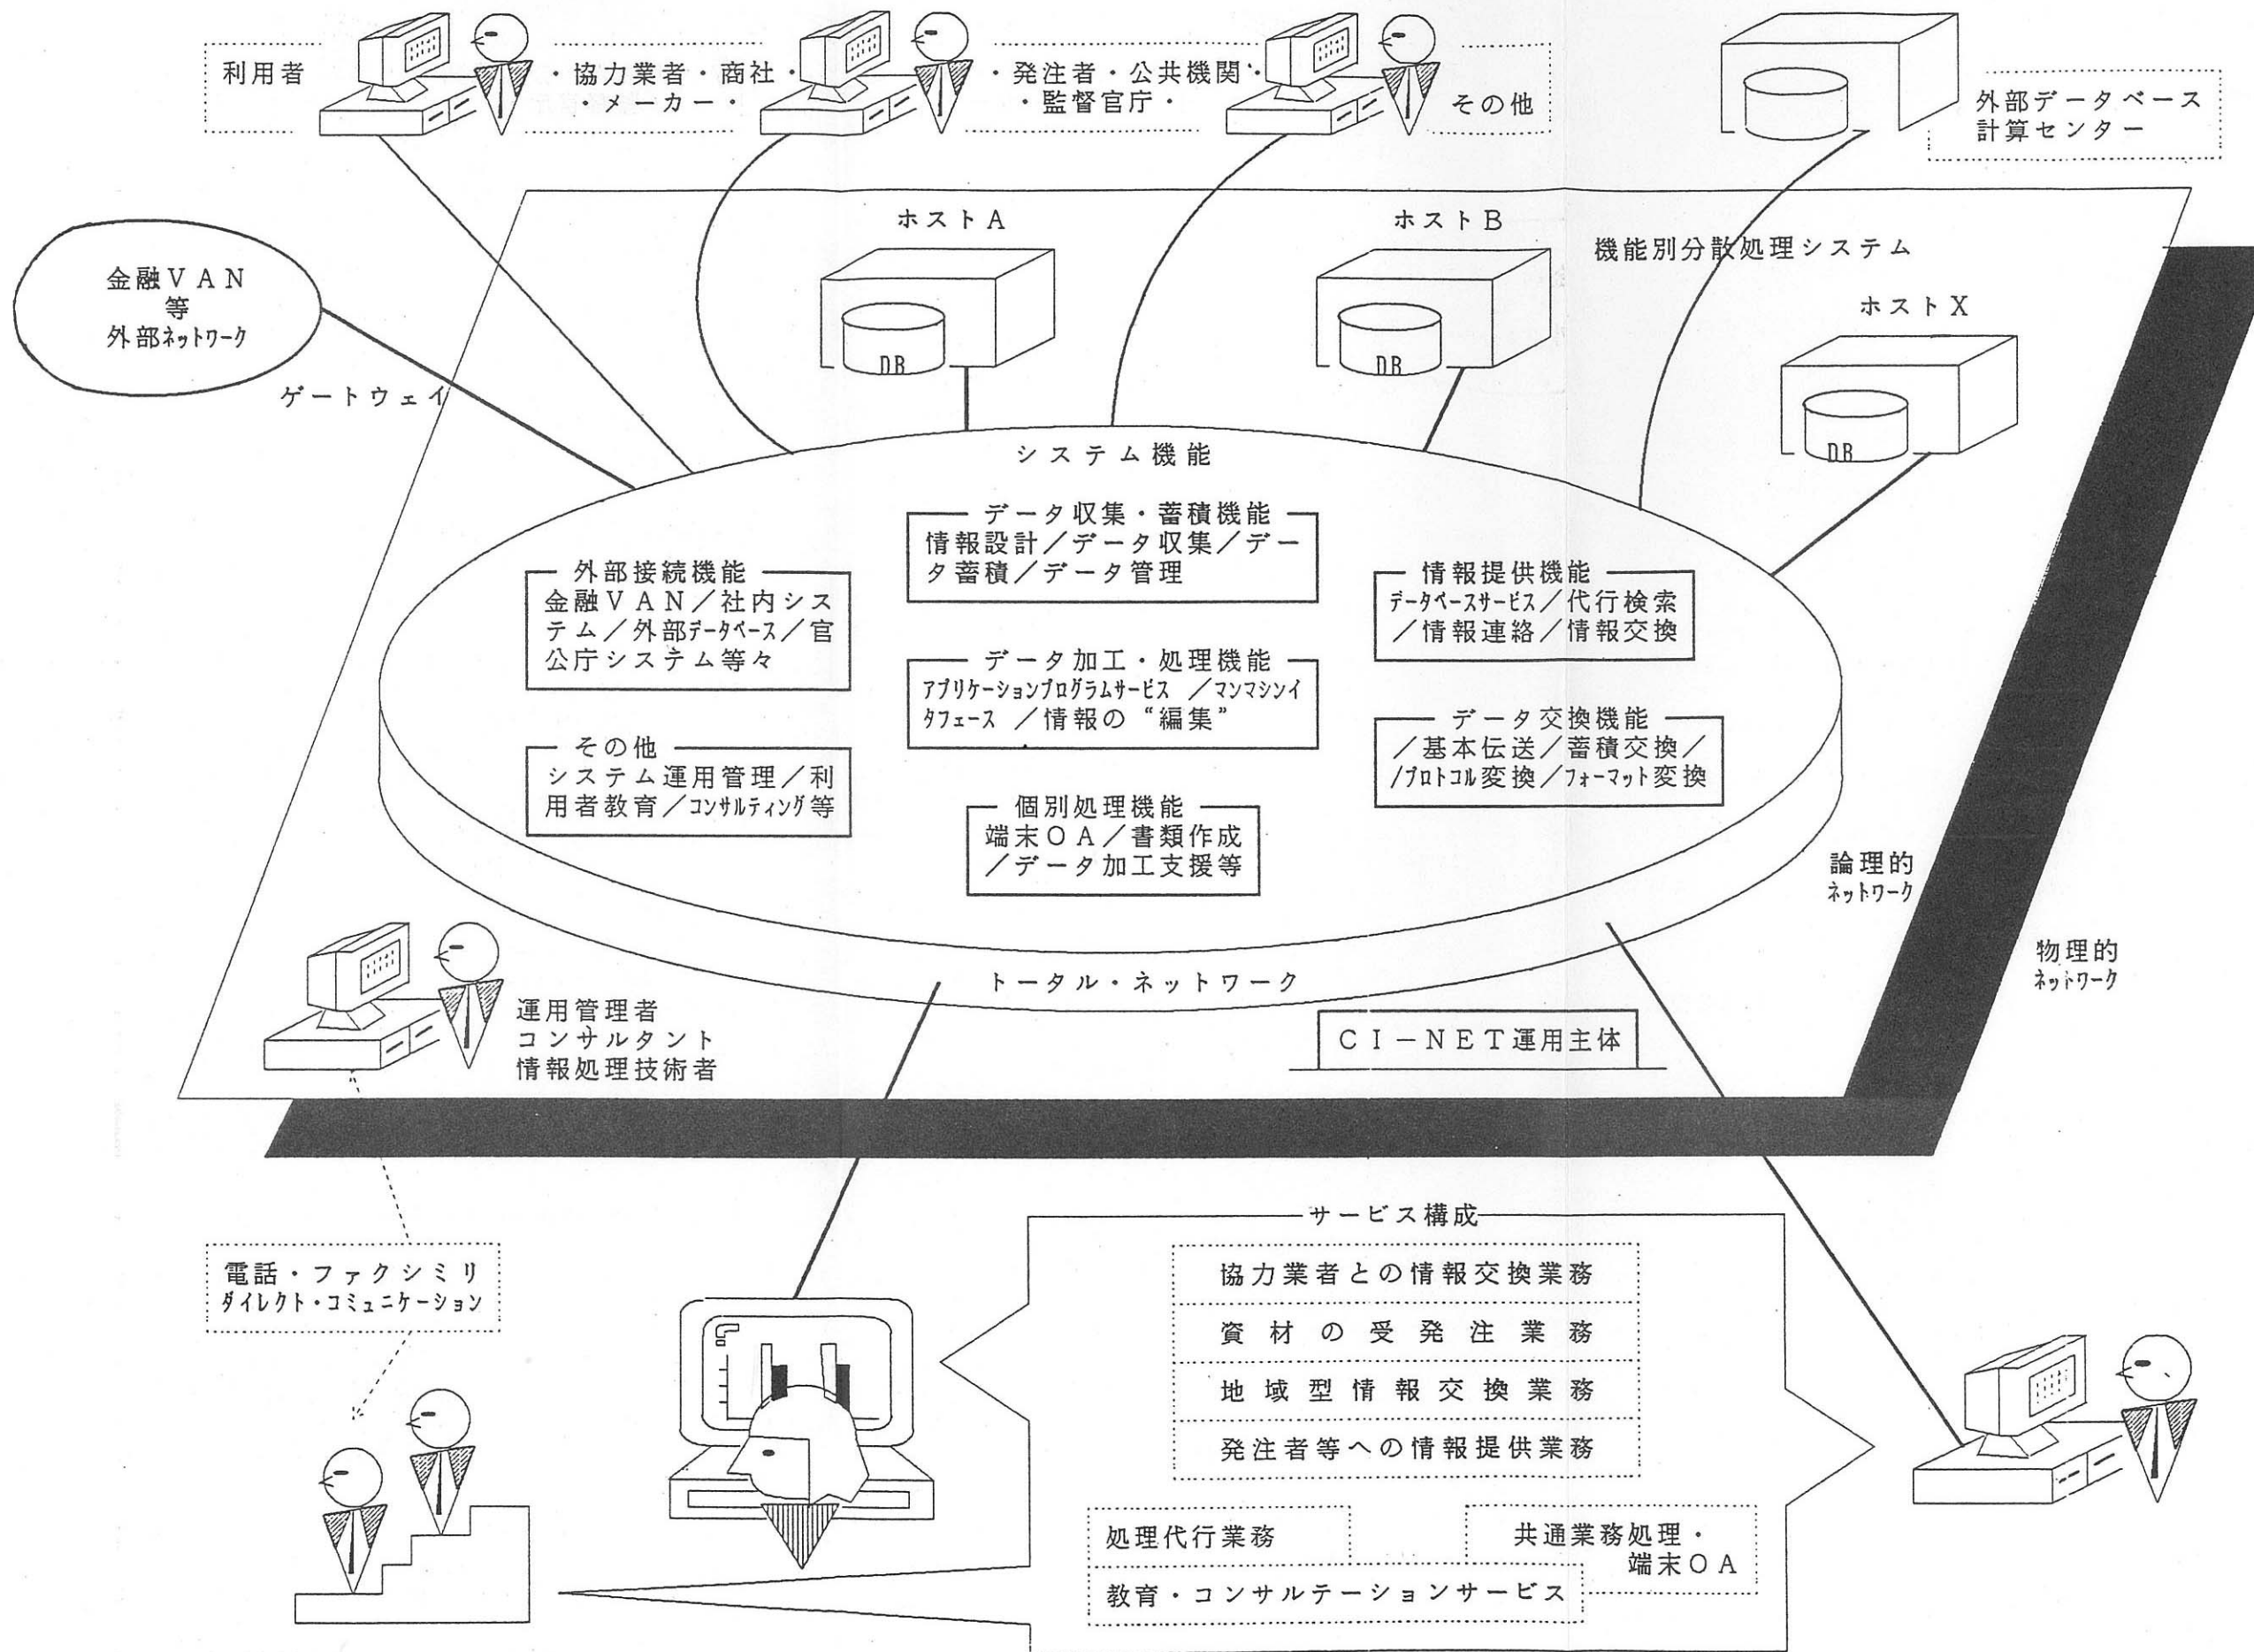 利用者
・協力業者・商社・
・メーカー・
・発注者・公共機関・
・監督官庁・
その他
外部データベース
計算センター
金融ＶＡＮ
等
外部ネットワーク
ゲートウェイ
ホストＡ
ホストＢ
機能別分散処理システム
ホストＸ
DB
DB
DB
システム機能
データ収集・蓄積機能
情報設計／データ収集／デー
タ蓄積／データ管理
外部接続機能
金融ＶＡＮ／社内シス
テム／外部データベース／官
公庁システム等々
情報提供機能
データベースサービス／代行検索
／情報連絡／情報交換
データ加工・処理機能
アプリケーションプログラムサービス ／マンマシンイ
タフェース ／情報の“編集”
その他
システム運用管理／利
用者教育／コンサルティング等
データ交換機能
／基本伝送／蓄積交換／
/プロトコル変換／フォーマット変換
個別処理機能
端末ＯＡ／書類作成
／データ加工支援等
論理的
ネットワーク
物理的
ネットワーク
トータル・ネットワーク
運用管理者
コンサルタント
情報処理技術者
ＣＩ－ＮＥＴ運用主体
電話・ファクシミリ
ダイレクト・コミュニケーション
サービス構成
協力業者との情報交換業務
資材の受発注業務
地域型情報交換業務
発注者等への情報提供業務
処理代行業務
共通業務処理・
端末ＯＡ
教育・コンサルテーションサービス